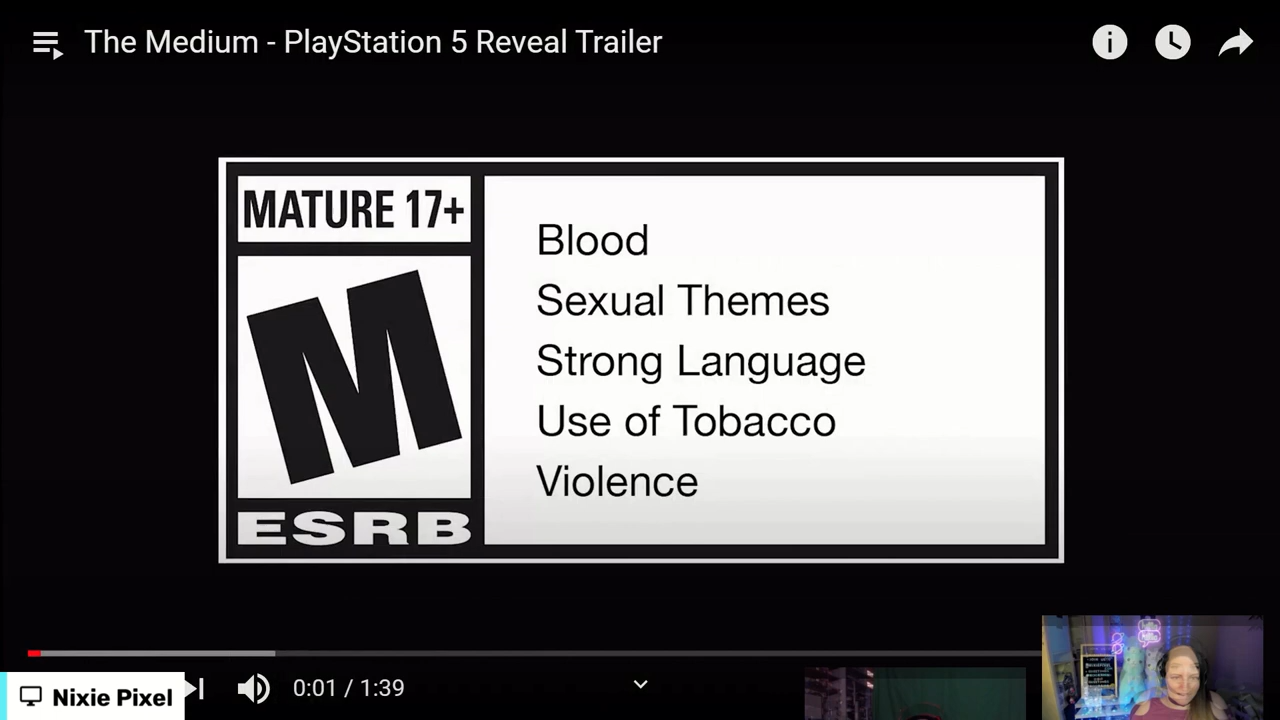 The Medium - PlayStation 5 Reveal Trailer
MATURE 17+
M
ESRB
Blood
Sexual Themes
Strong Language
Use of Tobacco
Violence
0:01 / 1:39
Nixie Pixel